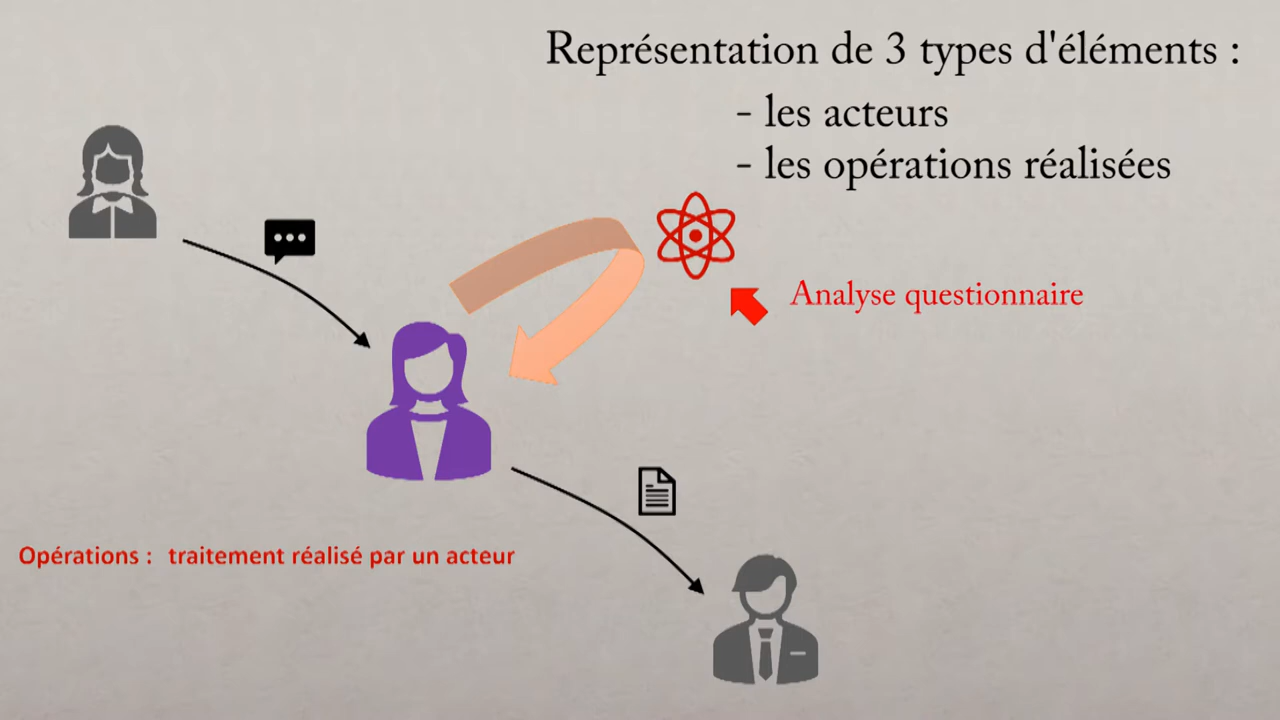 Représentation de 3 types d'éléments :
- les acteurs
- les opérations réalisées
Analyse questionnaire
Opérations : traitement réalisé par un acteur